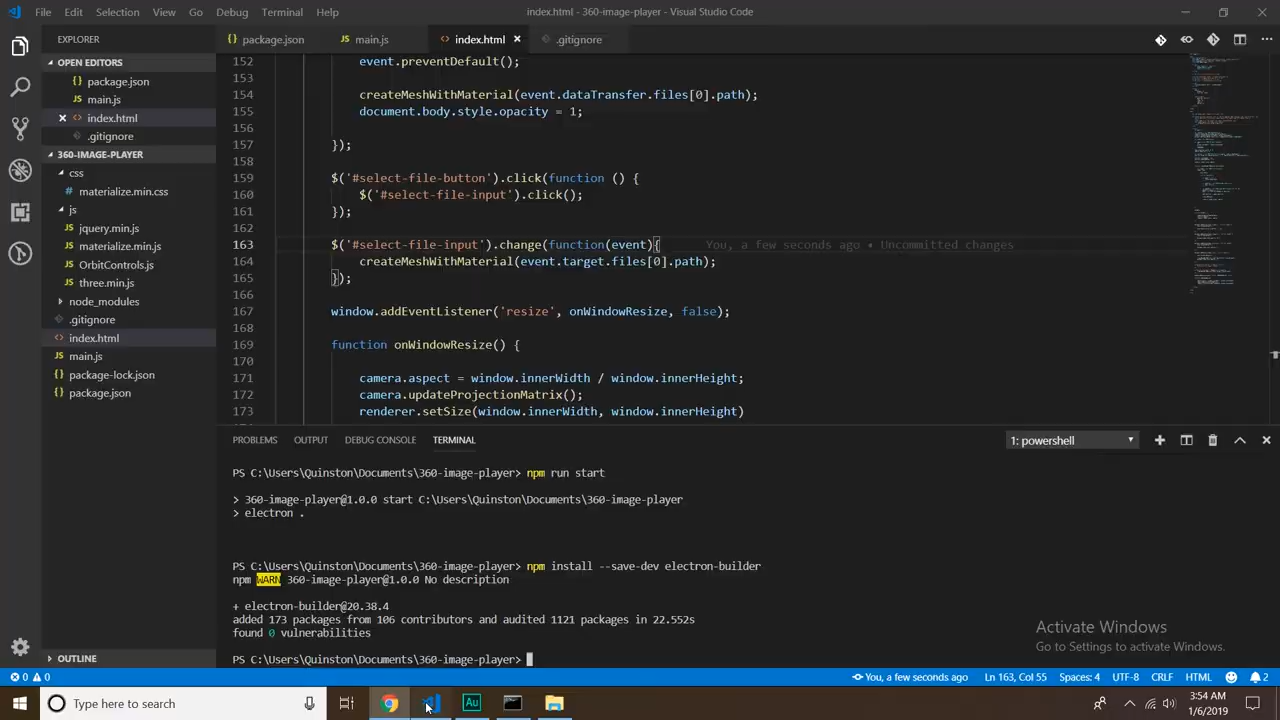 File Edit Selection View Go Debug Terminal Help
index.html - 360-image-player - Visual Studio Code
EXPLORER
OPEN EDITORS
{} package.json
JS main.js
<> index.html
.gitignore
360-IMAGE-PLAYER
css
# materialize.min.css
js
JS jquery.min.js
JS materialize.min.js
JS orbitControls.js
JS three.min.js
node_modules
.gitignore
<> index.html
JS main.js
{} package-lock.json
{} package.json
OUTLINE
{} package.json JS main.js <> index.html .gitignore
152 event.preventDefault();
153
154 createMeshWithMaterial(event.dataTransfer.files[0].path);
155 document.body.style.opacity = 1;
156
157 });
158
159 click(function () {
160 click();
161 });
162
163 $('#select-file-input').change(function(event){ You, a few seconds ago • Uncommitted changes
164 createMeshWithMaterial(event.target.files[0].path);
165 });
166
167 window.addEventListener('resize', onWindowResize, false);
168
169 function onWindowResize() {
170
171 camera.aspect = window.innerWidth / window.innerHeight;
172 camera.updateProjectionMatrix();
173 renderer.setSize(window.innerWidth, window.innerHeight)
PROBLEMS OUTPUT DEBUG CONSOLE TERMINAL 1: powershell
PS C:\Users\Quinston\Documents\360-image-player> npm run start
> 360-image-player@1.0.0 start C:\Users\Quinston\Documents\360-image-player
> electron .
PS C:\Users\Quinston\Documents\360-image-player> npm install --save-dev electron-builder
npm WARN 360-image-player@1.0.0 No description
+ electron-builder@20.38.4
added 173 packages from 106 contributors and audited 1121 packages in 22.552s
found 0 vulnerabilities
PS C:\Users\Quinston\Documents\360-image-player>
Activate Windows
Go to Settings to activate Windows.
0 0 You, a few seconds ago Ln 163, Col 55 Spaces: 4 UTF-8 CRLF HTML 2
Type here to search
Au
3:54 AM
1/6/2019